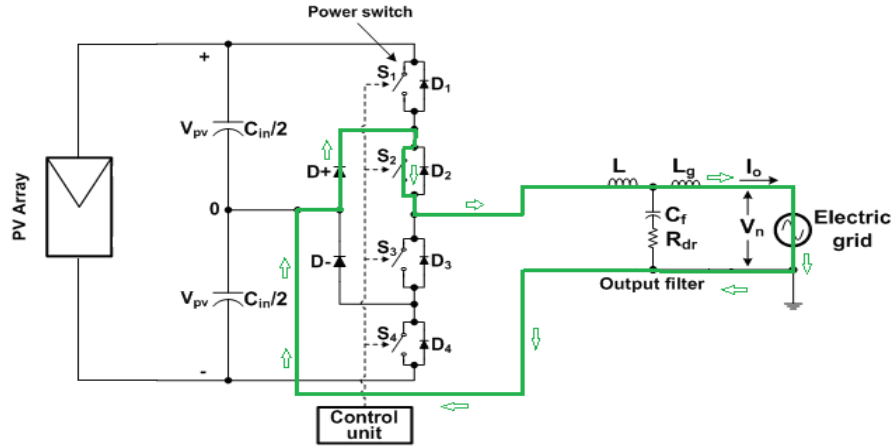 Power switch
+
S1
D1
Vpv
Cin/2
PV Array
D+
S2
D2
L
Lg
Io
0
Cf
Rdr
Vn
Electric
grid
D-
S3
D3
Output filter
Vpv
Cin/2
S4
D4
-
Control
unit